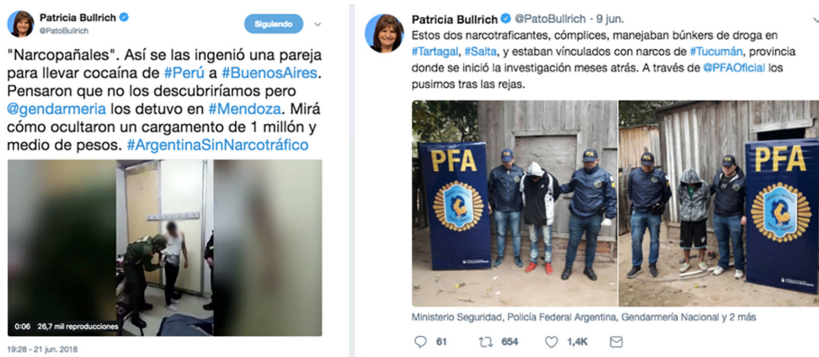 Patricia Bullrich
@PatoBullrich
Siguiendo
"Narcopañales". Así se las ingenió una pareja
para llevar cocaína de #Perú a #BuenosAires.
Pensaron que no los descubriríamos pero
@gendarmeria los detuvo en #Mendoza. Mirá
cómo ocultaron un cargamento de 1 millón y
medio de pesos. #ArgentinaSinNarcotráfico
0:06 26,7 mil reproducciones
19:28 - 21 jun. 2018
Patricia Bullrich @PatoBullrich · 9 jun.
Estos dos narcotraficantes, cómplices, manejaban búnkers de droga en
#Tartagal, #Salta, y estaban vínculados con narcos de #Tucumán, provincia
donde se inició la investigación meses atrás. A través de @PFAOficial los
pusimos tras las rejas.
PFA
PFA
Ministerio Seguridad, Policía Federal Argentina, Gendarmería Nacional y 2 más
61 654 1,4K